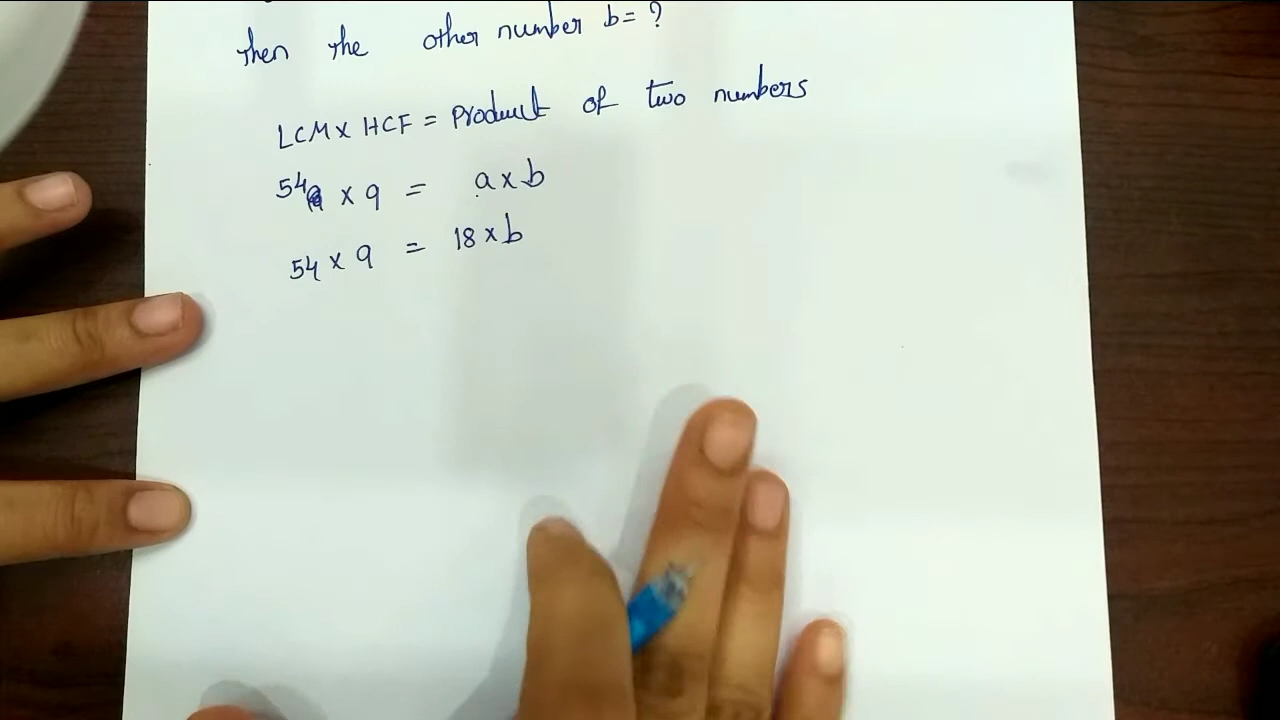 then the other number b= ?
LCM x HCF = Product of two numbers
54 x 9 = a x b
54 x 9 = 18 x b